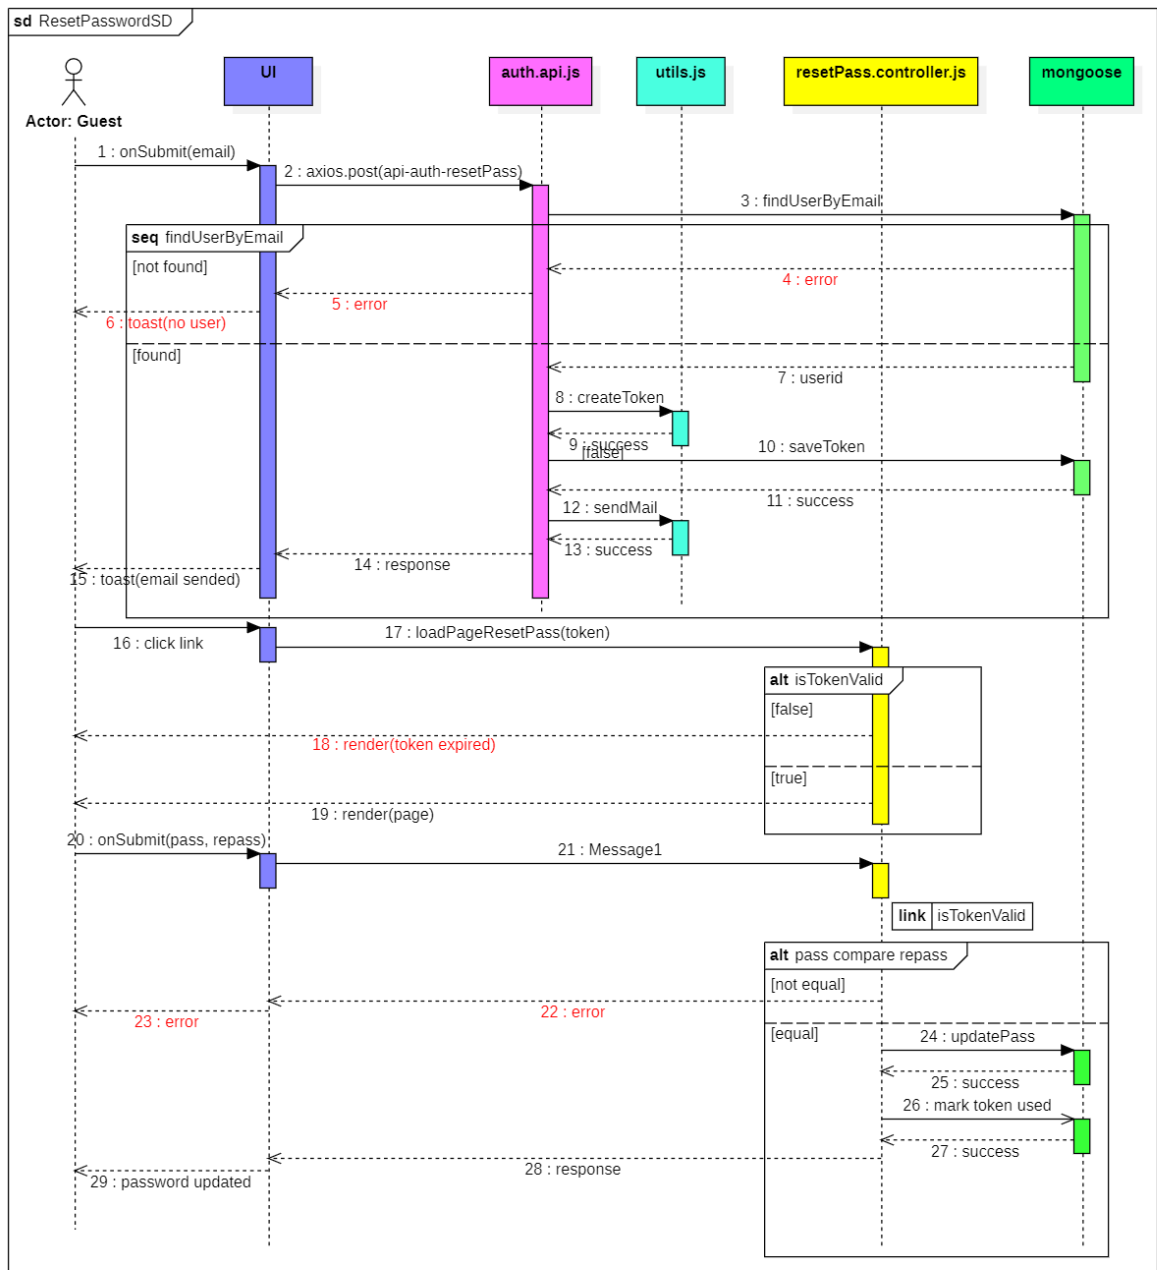 sd ResetPasswordSD
UI
auth.api.js
utils.js
resetPass.controller.js
mongoose
Actor: Guest
1 : onSubmit(email)
2 : axios.post(api-auth-resetPass)
3 : findUserByEmail
seq findUserByEmail
[not found]
4 : error
5 : error
6 : toast(no user)
[found]
7 : userid
8 : createToken
9 : success
[false]
10 : saveToken
11 : success
12 : sendMail
13 : success
14 : response
15 : toast(email sended)
16 : click link
17 : loadPageResetPass(token)
alt isTokenValid
[false]
18 : render(token expired)
[true]
19 : render(page)
20 : onSubmit(pass, repass)
21 : Message1
link isTokenValid
alt pass compare repass
[not equal]
22 : error
23 : error
[equal]
24 : updatePass
25 : success
26 : mark token used
27 : success
28 : response
29 : password updated